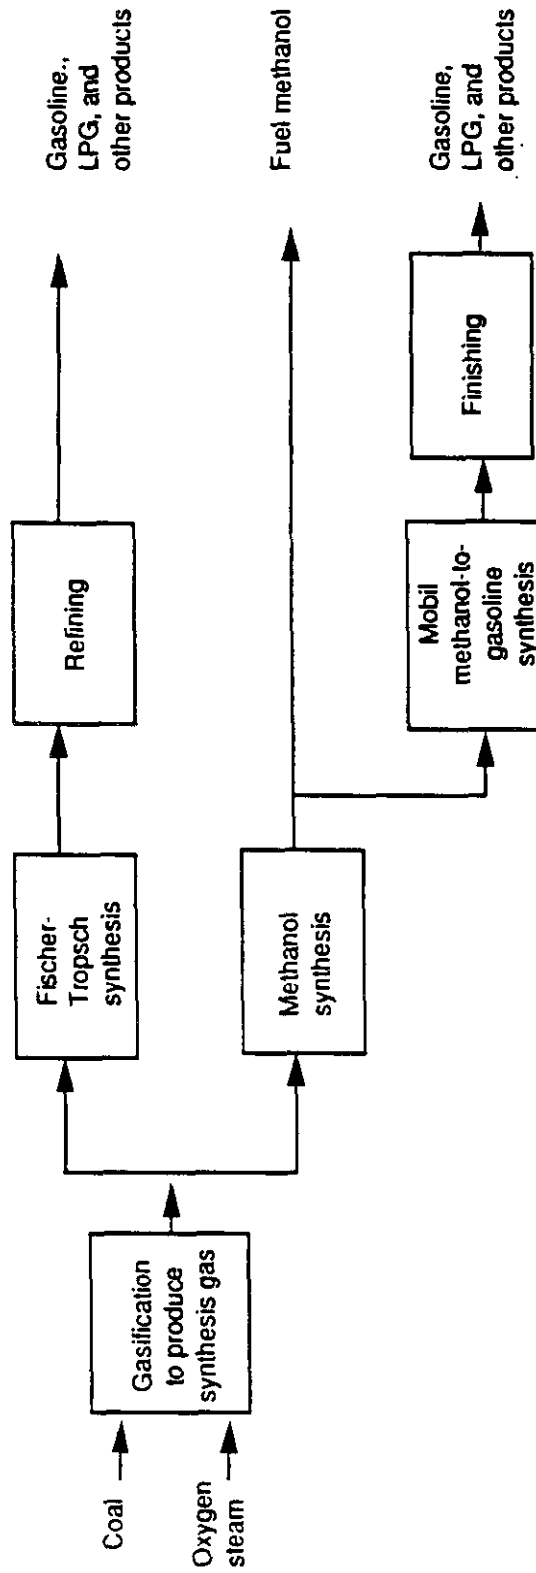 Coal
Oxygen
steam
Gasification
to produce
synthesis gas
Fischer-
Tropsch
synthesis
Refining
Gasoline.,
LPG, and
other products
Methanol
synthesis
Fuel methanol
Mobil
methanol-to-
gasoline
synthesis
Finishing
Gasoline,
LPG, and
other products